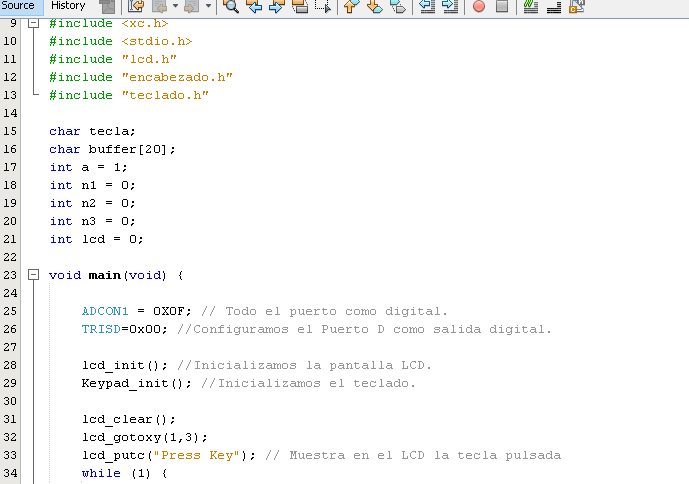 Source History
9 #include <xc.h>
10 #include <stdio.h>
11 #include "lcd.h"
12 #include "encabezado.h"
13 #include "teclado.h"
14
15 char tecla;
16 char buffer[20];
17 int a = 1;
18 int n1 = 0;
19 int n2 = 0;
20 int n3 = 0;
21 int lcd = 0;
22
23 void main(void) {
24
25 ADCON1 = 0X0F; // Todo el puerto como digital.
26 TRISD=0x00; //Configuramos el Puerto D como salida digital.
27
28 lcd_init(); //Inicializamos la pantalla LCD.
29 Keypad_init(); //Inicializamos el teclado.
30
31 lcd_clear();
32 lcd_gotoxy(1,3);
33 lcd_putc("Press Key"); // Muestra en el LCD la tecla pulsada
34 while (1) {